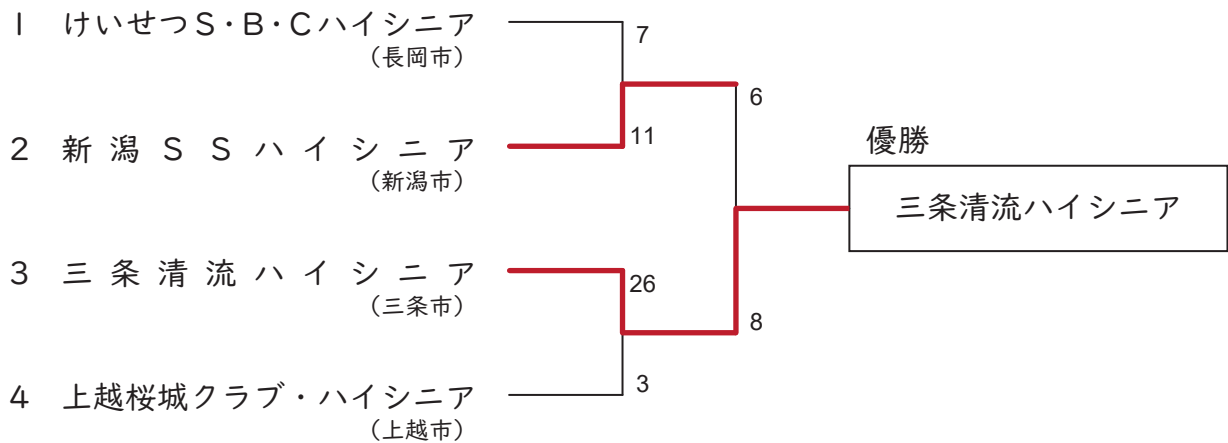 1 けいせつS・B・Cハイシニア
(長岡市)
7
6
2 新潟SSハイシニア
(新潟市)
11
優勝
三条清流ハイシニア
3 三条清流ハイシニア
(三条市)
26
8
4 上越桜城クラブ・ハイシニア
(上越市)
3